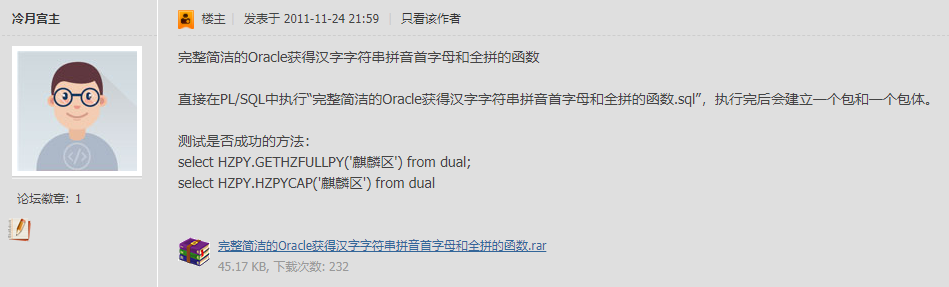 冷月宫主
楼主 | 发表于 2011-11-24 21:59 | 只看该作者
完整简洁的Oracle获得汉字字符串拼音首字母和全拼的函数
直接在PL/SQL中执行“完整简洁的Oracle获得汉字字符串拼音首字母和全拼的函数.sql”，执行完后会建立一个包和一个包体。
测试是否成功的方法：
select HZPY.GETHZFULLPY('麒麟区') from dual;
select HZPY.HZPYCAP('麒麟区') from dual
论坛徽章: 1
完整简洁的Oracle获得汉字字符串拼音首字母和全拼的函数.rar
45.17 KB, 下载次数: 232